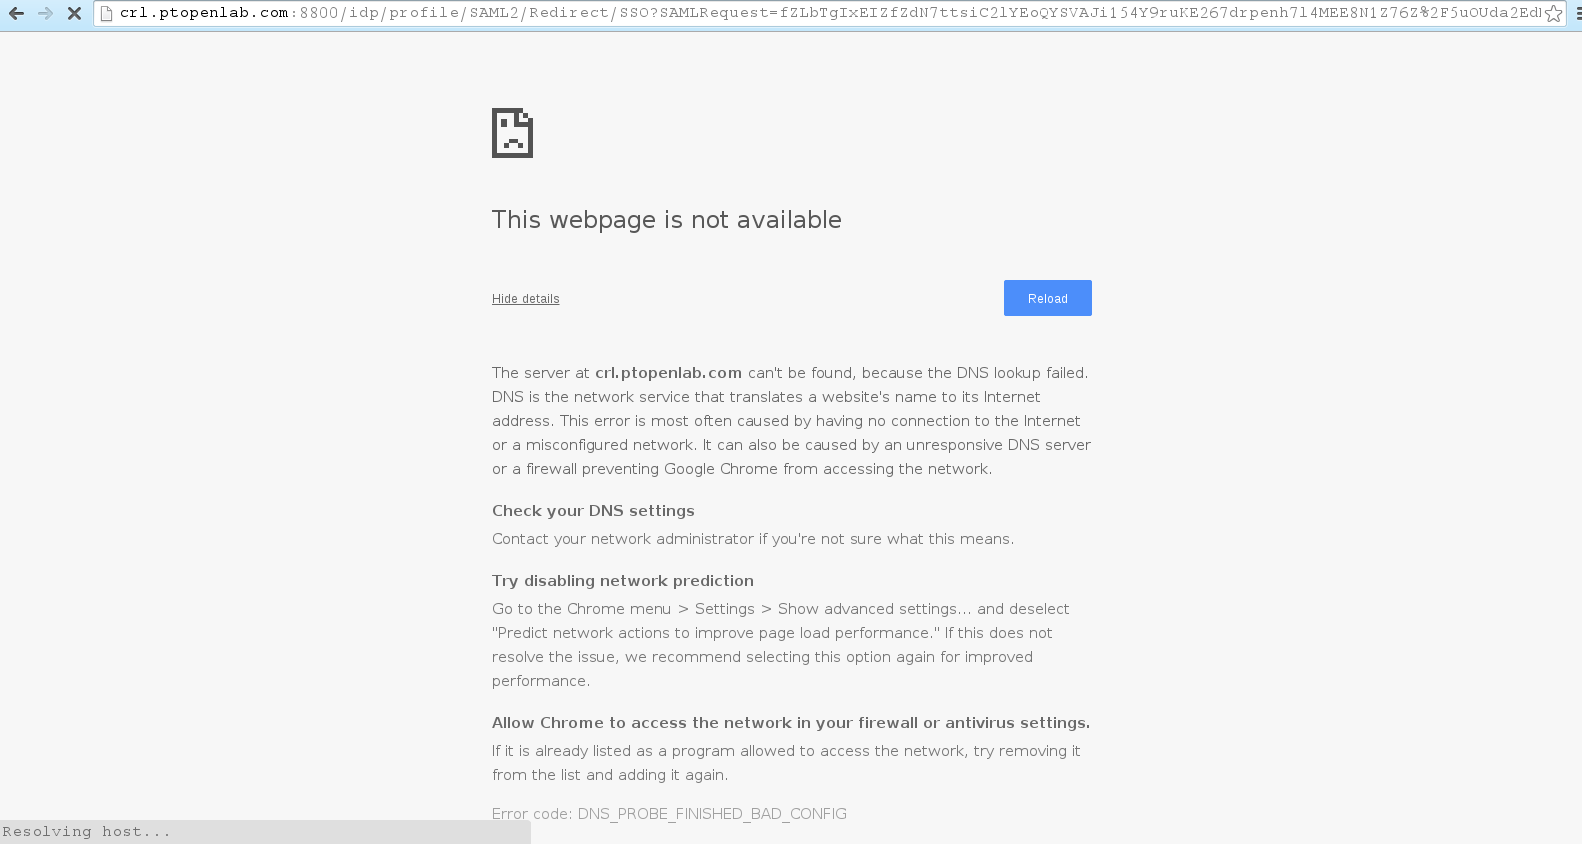 crl.ptopenlab.com:8800/idp/profile/SAML2/Redirect/SSO?SAMLRequest=fZLbTgIxEIZfZdN7ttsiC2lYEoQYSVAJi154Y9ruKE267drpenh7l4MEE8N1Z76Z%2F5uOUda2EdN
This webpage is not available
Hide details
Reload
The server at crl.ptopenlab.com can't be found, because the DNS lookup failed.
DNS is the network service that translates a website's name to its Internet
address. This error is most often caused by having no connection to the Internet
or a misconfigured network. It can also be caused by an unresponsive DNS server
or a firewall preventing Google Chrome from accessing the network.
Check your DNS settings
Contact your network administrator if you're not sure what this means.
Try disabling network prediction
Go to the Chrome menu > Settings > Show advanced settings... and deselect
"Predict network actions to improve page load performance." If this does not
resolve the issue, we recommend selecting this option again for improved
performance.
Allow Chrome to access the network in your firewall or antivirus settings.
If it is already listed as a program allowed to access the network, try removing it
from the list and adding it again.
Error code: DNS_PROBE_FINISHED_BAD_CONFIG
Resolving host...